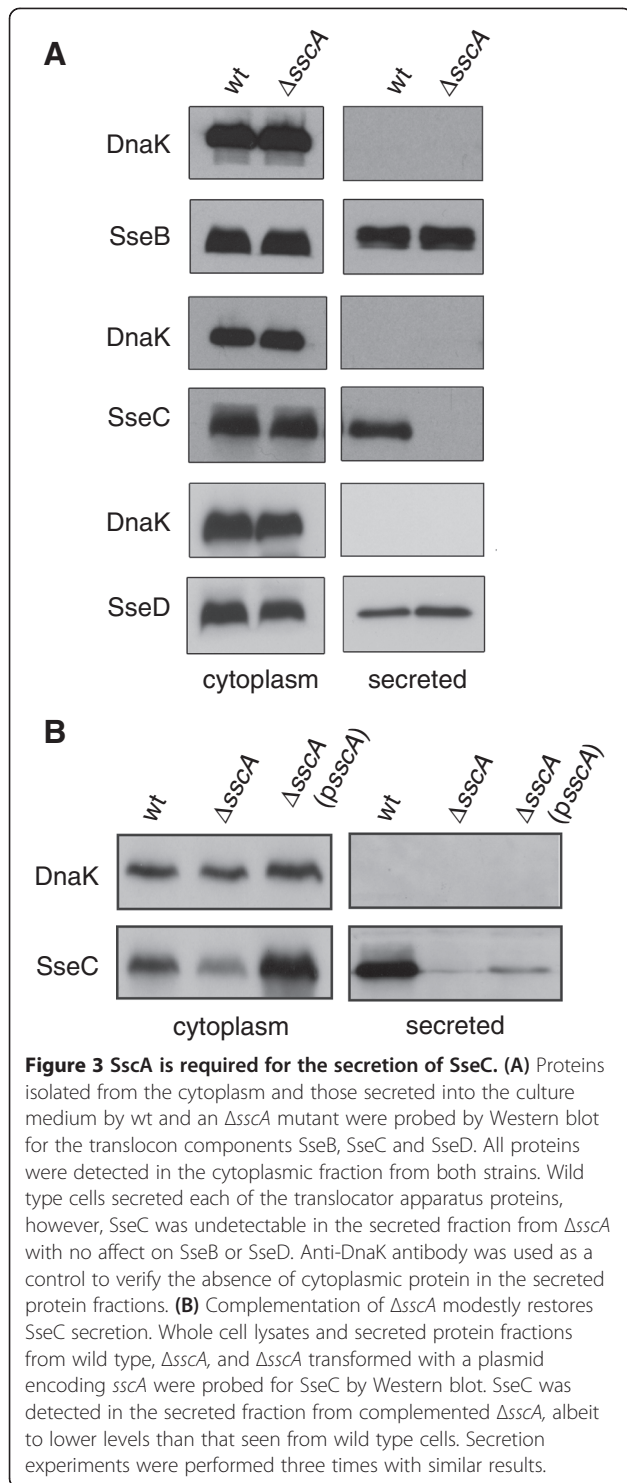 A
wt ΔsscA wt ΔsscA
DnaK
SseB
DnaK
SseC
DnaK
SseD
cytoplasm secreted
B
wt ΔsscA ΔsscA (psscA) wt ΔsscA ΔsscA (psscA)
DnaK
SseC
cytoplasm secreted
Figure 3 SscA is required for the secretion of SseC. (A) Proteins
isolated from the cytoplasm and those secreted into the culture
medium by wt and an ΔsscA mutant were probed by Western blot
for the translocon components SseB, SseC and SseD. All proteins
were detected in the cytoplasmic fraction from both strains. Wild
type cells secreted each of the translocator apparatus proteins,
however, SseC was undetectable in the secreted fraction from ΔsscA
with no affect on SseB or SseD. Anti-DnaK antibody was used as a
control to verify the absence of cytoplasmic protein in the secreted
protein fractions. (B) Complementation of ΔsscA modestly restores
SseC secretion. Whole cell lysates and secreted protein fractions
from wild type, ΔsscA, and ΔsscA transformed with a plasmid
encoding sscA were probed for SseC by Western blot. SseC was
detected in the secreted fraction from complemented ΔsscA, albeit
to lower levels than that seen from wild type cells. Secretion
experiments were performed three times with similar results.